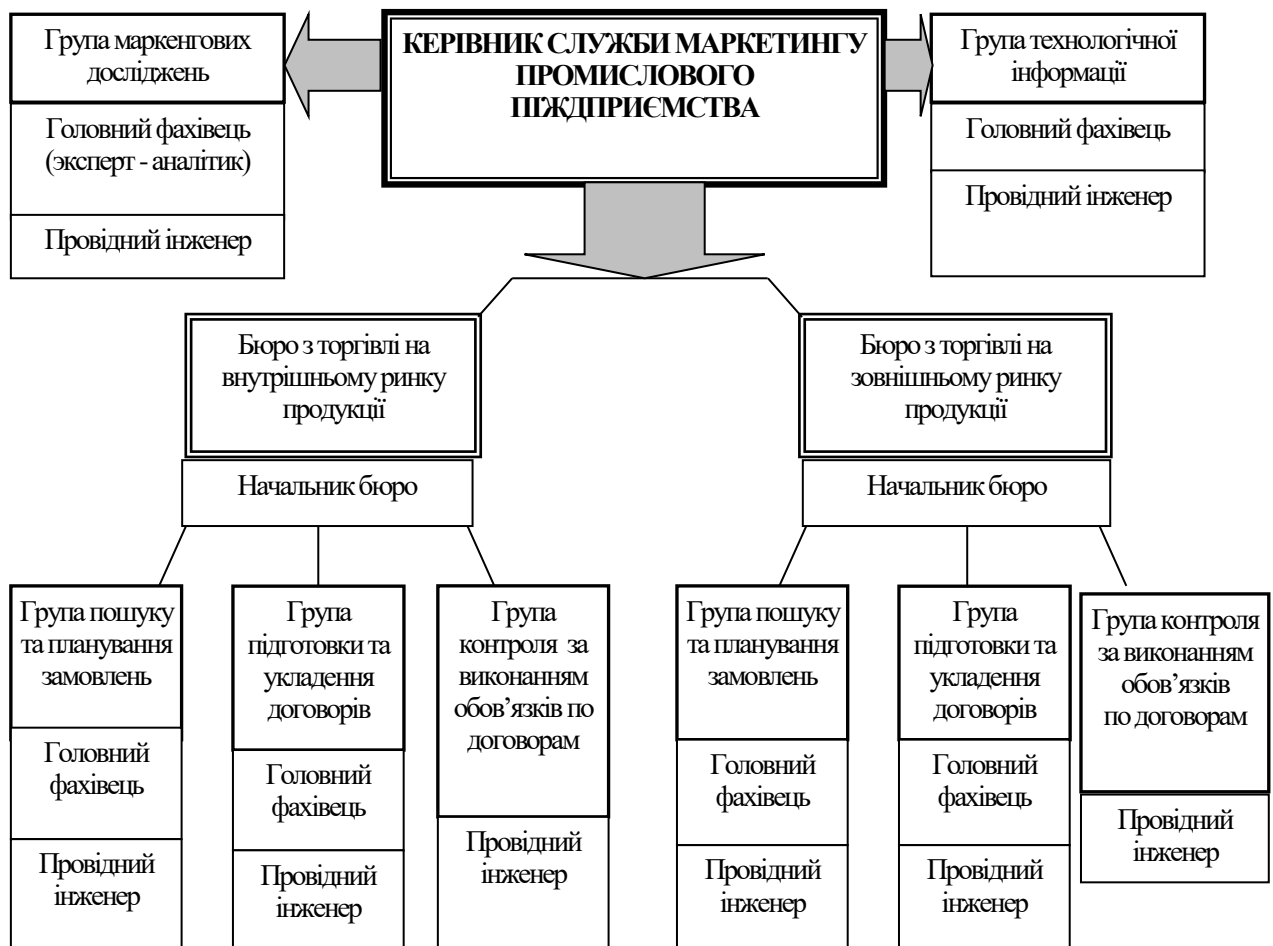 Група маркенгових
досліджень
Головний фахівець
(эксперт - аналітик)
Провідний інженер
КЕРІВНИК СЛУЖБИ МАРКЕТИНГУ
ПРОМИСЛОВОГО
ПІЖДПРИЄМСТВА
Група технологічної
інформації
Головний фахівець
Провідний інженер
Бюро з торгівлі на
внутрішньому ринку
продукції
Начальник бюро
Бюро з торгівлі на
зовнішньому ринку
продукції
Начальник бюро
Група пошуку
та планування
замовлень
Головний
фахівець
Провідний
інженер
Група
підготовки та
укладення
договорів
Головний
фахівець
Провідний
інженер
Група
контроля за
виконанням
обов’язків по
договорам
Провідний
інженер
Група пошуку
та планування
замовлень
Головний
фахівець
Провідний
інженер
Група
підготовки та
укладення
договорів
Головний
фахівець
Провідний
інженер
Група контроля
за виконанням
обов’язків
по договорам
Провідний
інженер